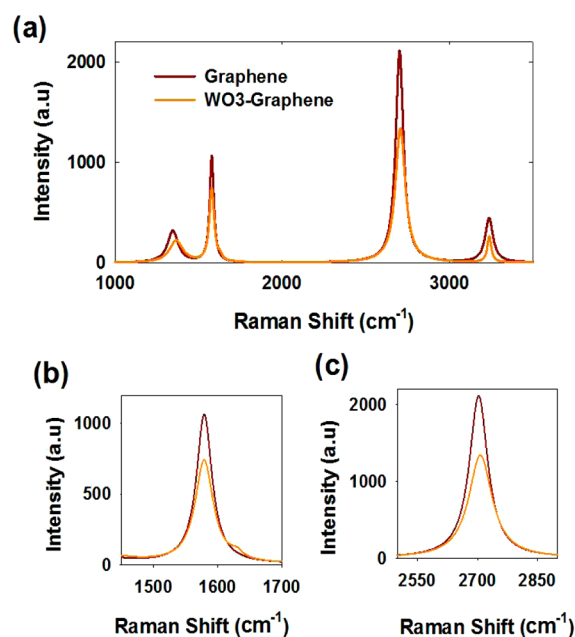 (a)
2000
1000
0
Intensity (a.u)
Graphene
WO3-Graphene
1000 2000 3000
Raman Shift (cm-1)
(b)
1000
500
0
Intensity (a.u)
1500 1600 1700
Raman Shift (cm-1)
(c)
2000
1000
0
Intensity (a.u)
2550 2700 2850
Raman Shift (cm-1)